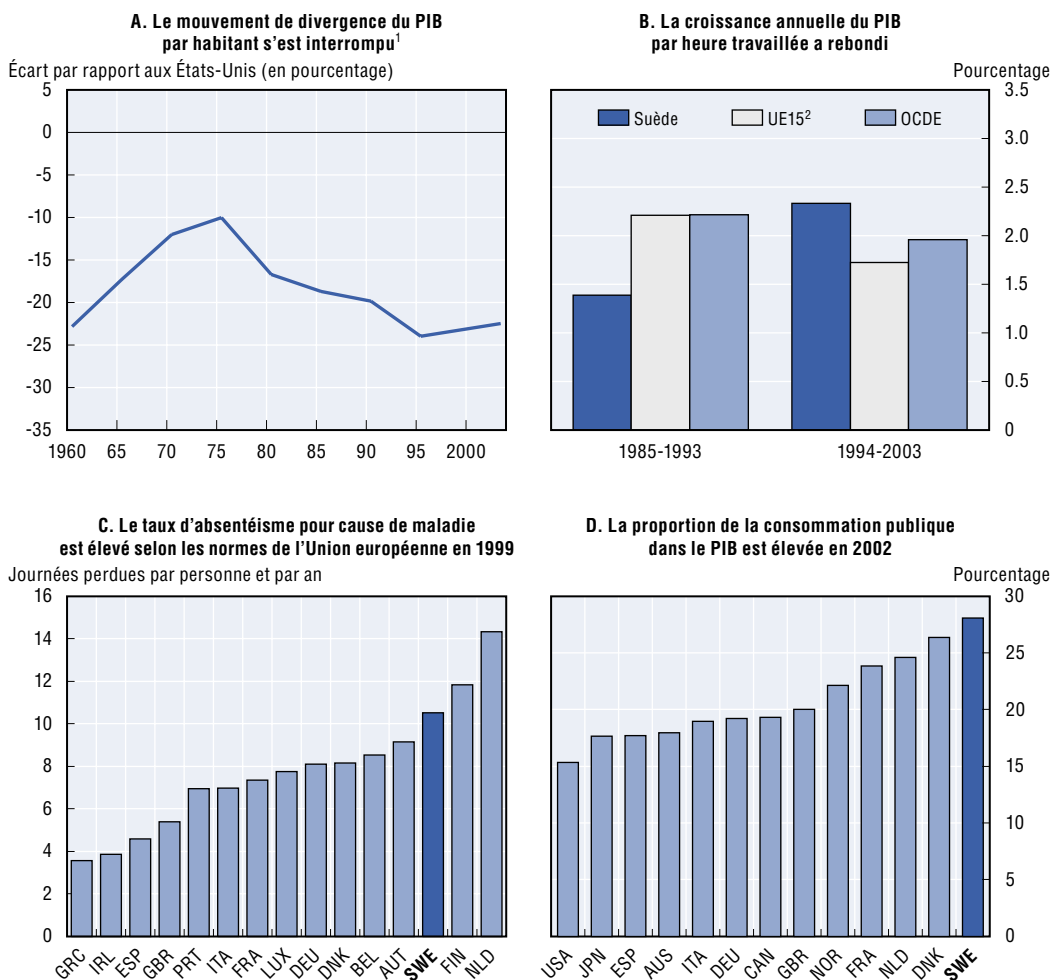 A. Le mouvement de divergence du PIB
par habitant s'est interrompu¹
Écart par rapport aux États-Unis (en pourcentage)
5
0
-5
-10
-15
-20
-25
-30
-35
1960 65 70 75 80 85 90 95 2000
B. La croissance annuelle du PIB
par heure travaillée a rebondi
Pourcentage
3.5
Suède UE15² OCDE
3.0
2.5
2.0
1.5
1.0
0.5
0
1985-1993 1994-2003
C. Le taux d'absentéisme pour cause de maladie
est élevé selon les normes de l'Union européenne en 1999
Journées perdues par personne et par an
16
14
12
10
8
6
4
2
0
GRC IRL ESP GBR PRT ITA FRA LUX DEU DNK BEL AUT SWE FIN NLD
D. La proportion de la consommation publique
dans le PIB est élevée en 2002
Pourcentage
30
25
20
15
10
5
0
USA JPN ESP AUS ITA DEU CAN GBR NOR FRA NLD DNK SWE